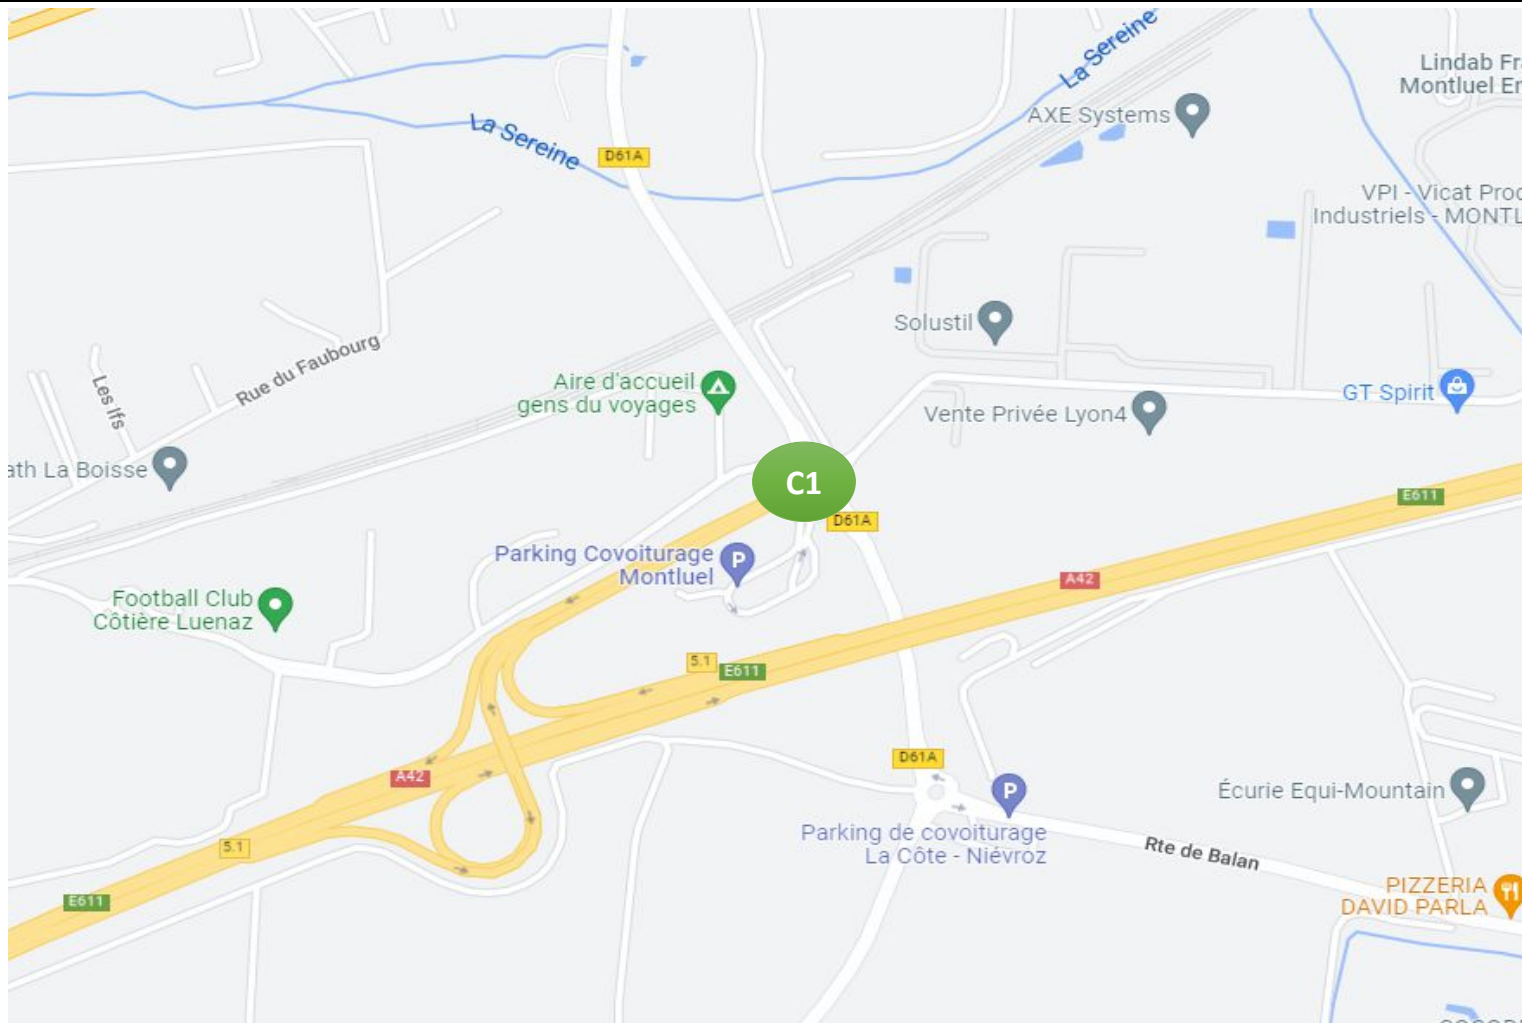 La Sereine
Lindab Fr
Montluel En
AXE Systems
La Sereine
D61A
VPI - Vicat Prod
Industriels - MONTL
Solustil
Rue du Faubourg
Les Ifs
Aire d'accueil
gens du voyages
GT Spirit
Vente Privée Lyon4
ath La Boisse
C1
E611
D61A
Parking Covoiturage
Montluel
A42
Football Club
Côtière Luenaz
5.1
E611
D61A
A42
Écurie Equi-Mountain
Parking de covoiturage
La Côte - Niévroz
5.1
Rte de Balan
E611
PIZZERIA
DAVID PARLA